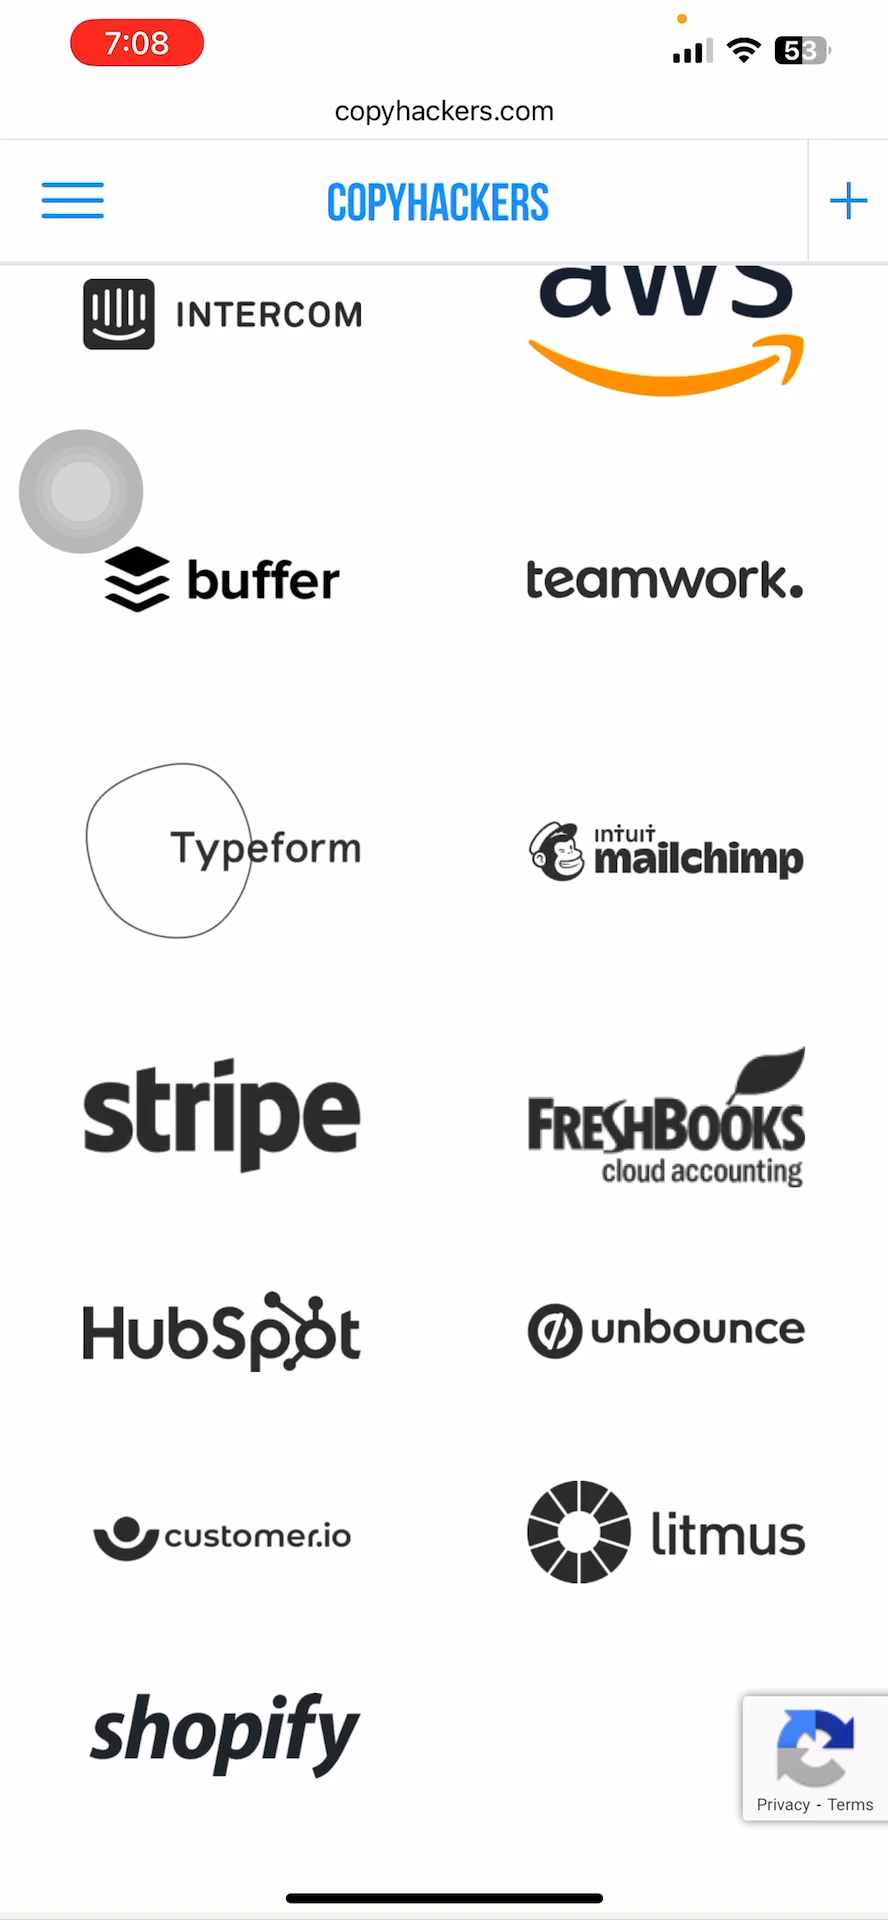 7:08
53
copyhackers.com
COPYHACKERS
INTERCOM
aws
buffer
teamwork.
Typeform
intuit
mailchimp
stripe
FRESHBOOKS
cloud accounting
HubSpot
unbounce
customer.io
litmus
shopify
Privacy - Terms